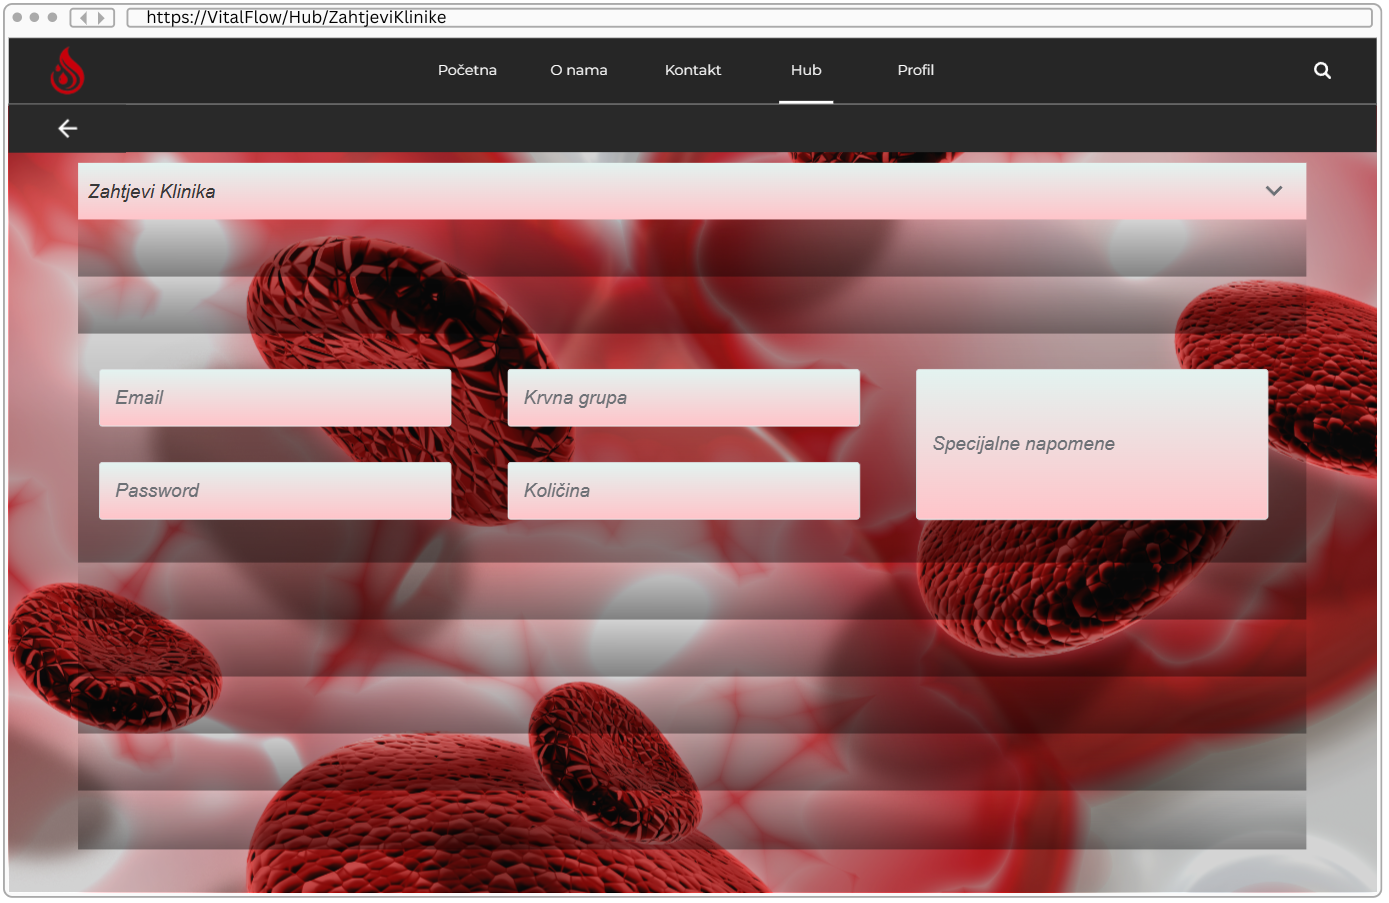 https://VitalFlow/Hub/ZahtjeviKlinike
Početna O nama Kontakt Hub Profil
Zahtjevi Klinika
Email Krvna grupa
Specijalne napomene
Password Količina